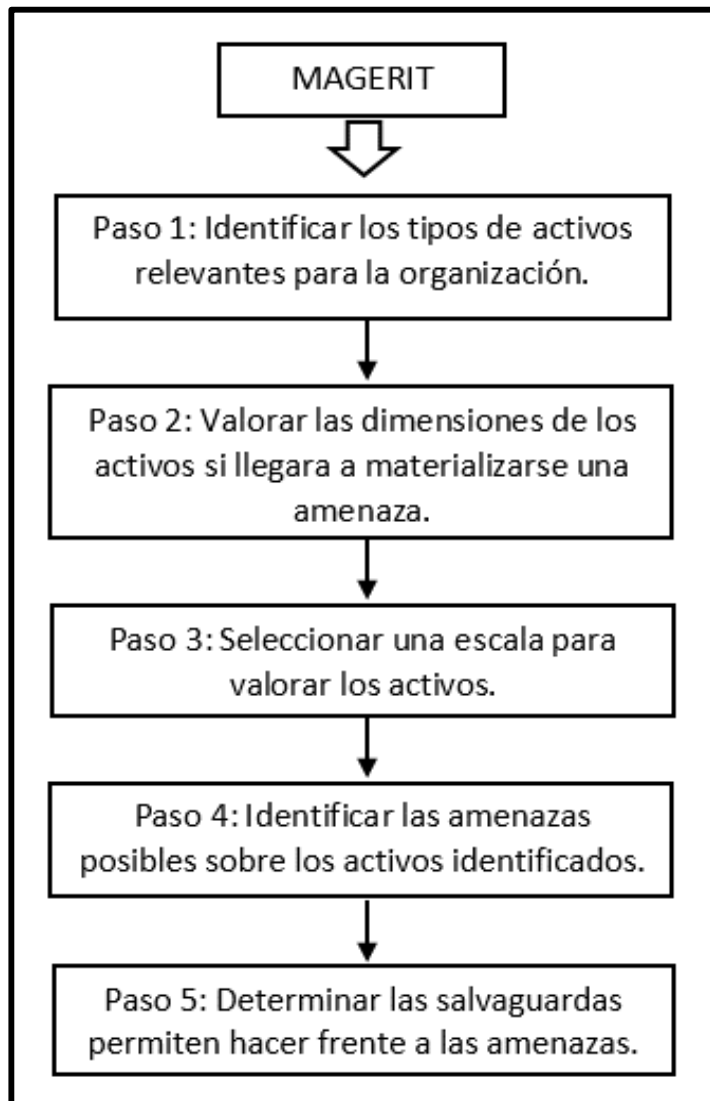 MAGERIT
Paso 1: Identificar los tipos de activos
relevantes para la organización.
Paso 2: Valorar las dimensiones de los
activos si llegara a materializarse una
amenaza.
Paso 3: Seleccionar una escala para
valorar los activos.
Paso 4: Identificar las amenazas
posibles sobre los activos identificados.
Paso 5: Determinar las salvaguardas
permiten hacer frente a las amenazas.